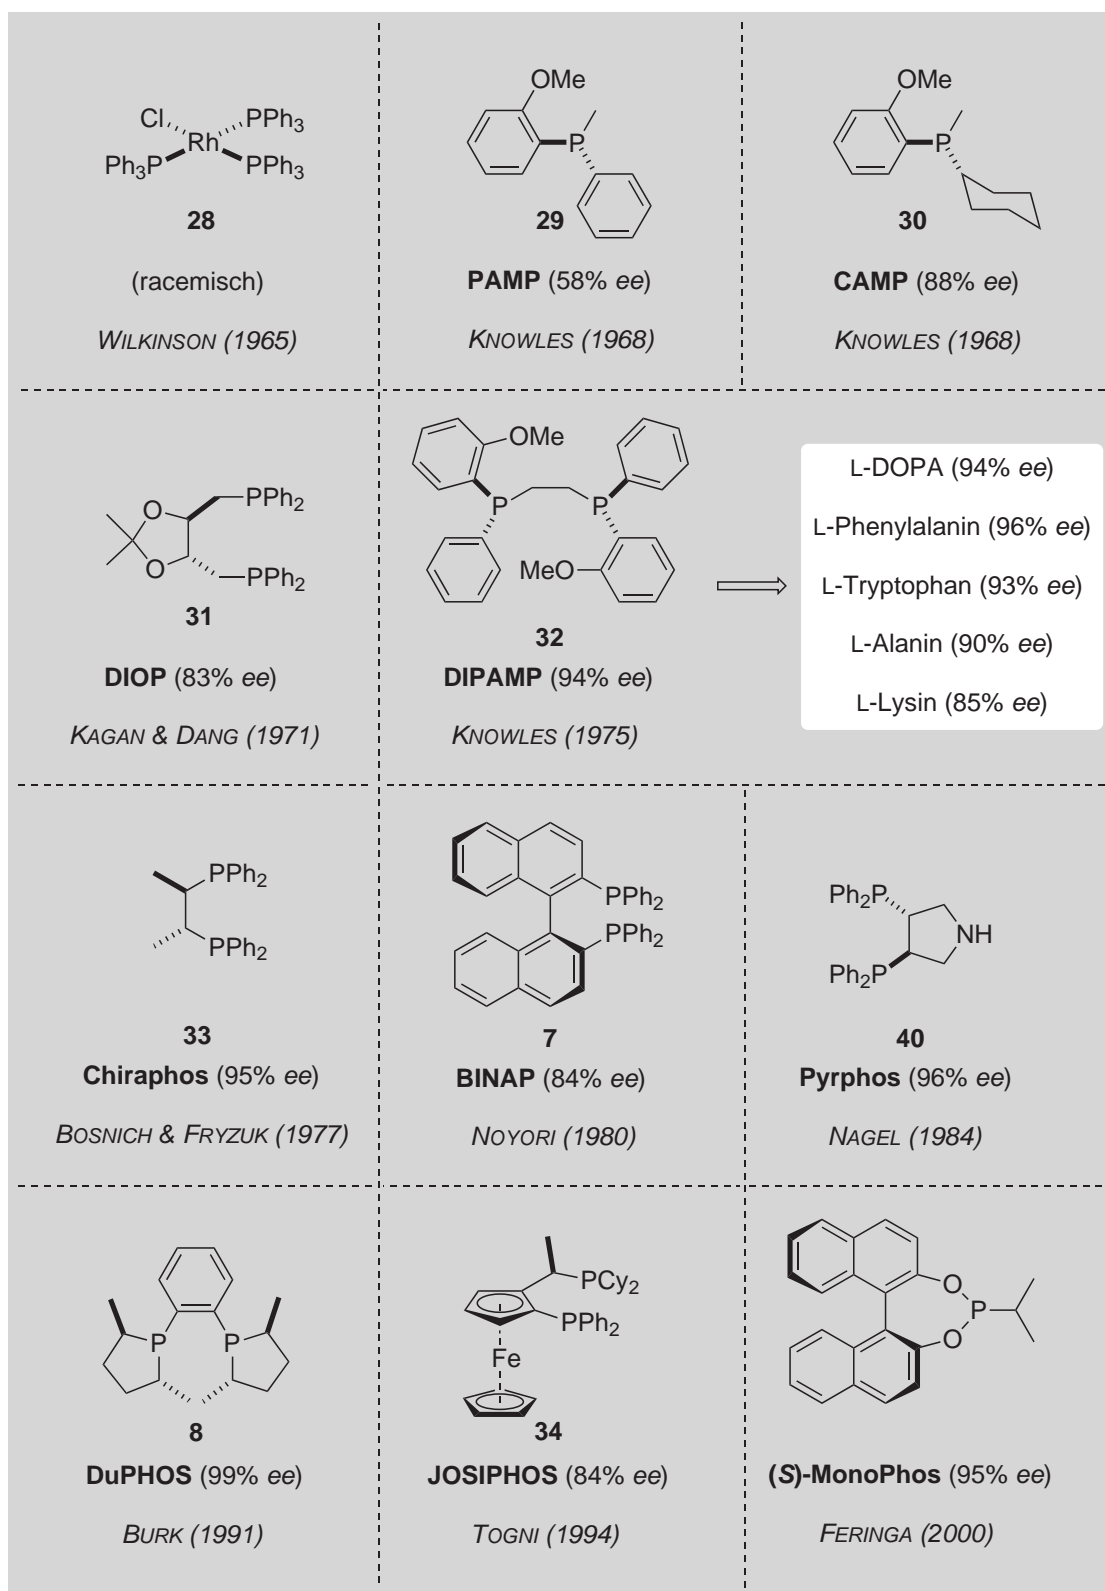 Cl
PPh3
Rh
Ph3P
PPh3
28
(racemisch)
WILKINSON (1965)
OMe
P
29
PAMP (58% ee)
KNOWLES (1968)
OMe
P
30
CAMP (88% ee)
KNOWLES (1968)
O
PPh2
O
PPh2
31
DIOP (83% ee)
KAGAN & DANG (1971)
OMe
P
P
MeO
32
DIPAMP (94% ee)
KNOWLES (1975)
L-DOPA (94% ee)
L-Phenylalanin (96% ee)
L-Tryptophan (93% ee)
L-Alanin (90% ee)
L-Lysin (85% ee)
PPh2
PPh2
33
Chiraphos (95% ee)
BOSNICH & FRYZUK (1977)
PPh2
PPh2
7
BINAP (84% ee)
NOYORI (1980)
Ph2P
NH
Ph2P
40
Pyrphos (96% ee)
NAGEL (1984)
P
P
8
DuPHOS (99% ee)
BURK (1991)
PCy2
PPh2
Fe
34
JOSIPHOS (84% ee)
TOGNI (1994)
O
P
O
(S)-MonoPhos (95% ee)
FERINGA (2000)